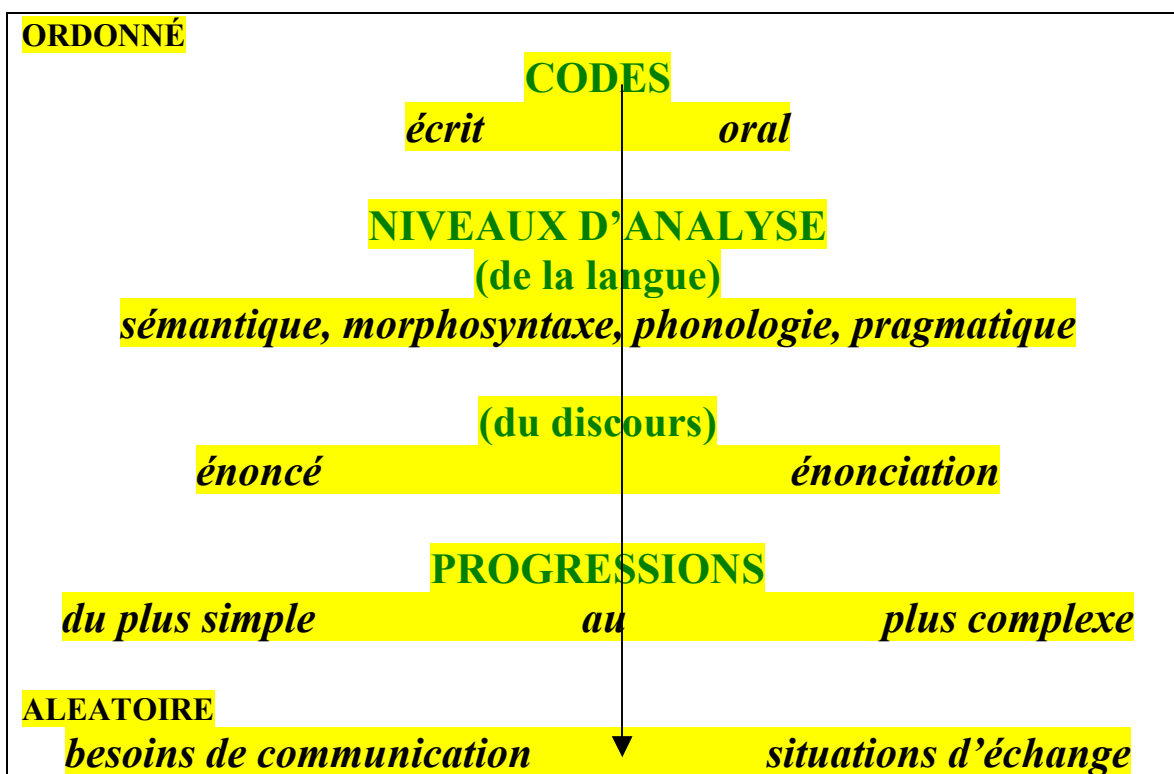 ORDONNÉ
CODES
écrit oral
NIVEAUX D’ANALYSE
(de la langue)
sémantique, morphosyntaxe, phonologie, pragmatique
(du discours)
énoncé énonciation
PROGRESSIONS
du plus simple au plus complexe
ALEATOIRE
besoins de communication situations d’échange